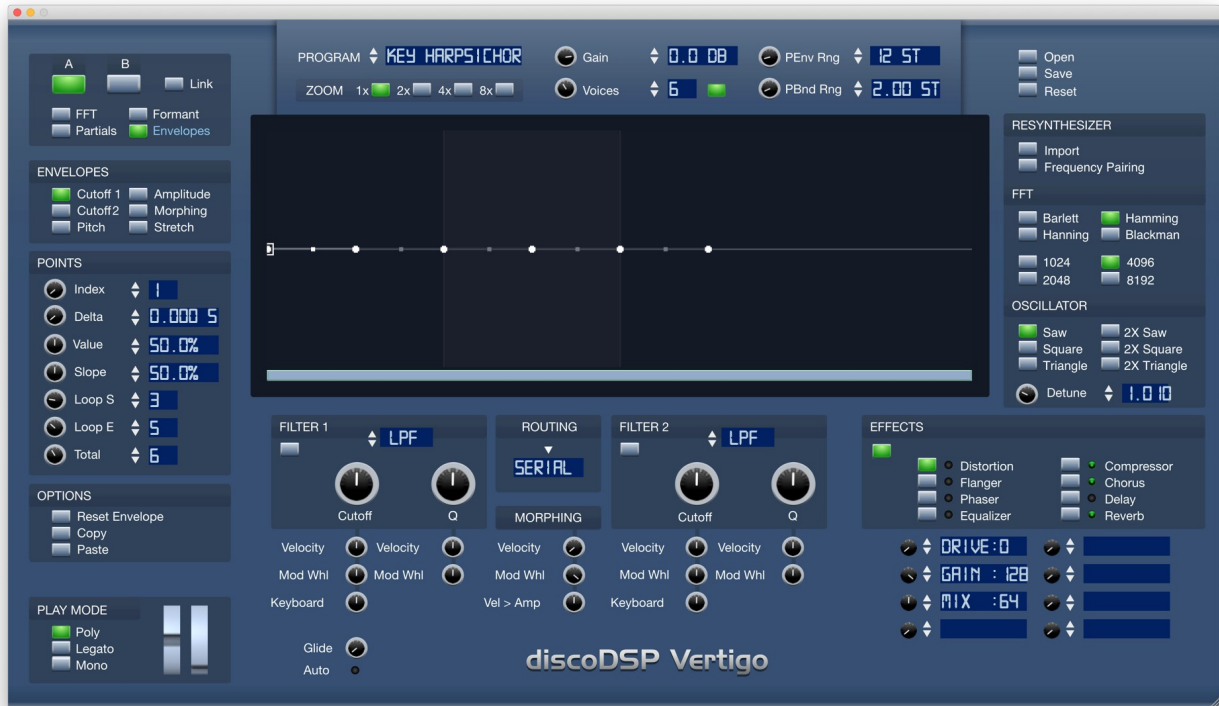 PROGRAM KEY HARPSICHOR Gain 0.0 DB PEnv Rng 12 ST
ZOOM 1x 2x 4x 8x Voices 6 PBnd Rng 2.00 ST
A B
Link
FFT Formant
Partials Envelopes
Open
Save
Reset
ENVELOPES
Cutoff 1 Amplitude
Cutoff2 Morphing
Pitch Stretch
POINTS
Index 1
Delta 0.000 S
Value 50.0%
Slope 50.0%
Loop S 3
Loop E 5
Total 6
OPTIONS
Reset Envelope
Copy
Paste
PLAY MODE
Poly
Legato
Mono
RESYNTHESIZER
Import
Frequency Pairing
FFT
Barlett Hamming
Hanning Blackman
1024 4096
2048 8192
OSCILLATOR
Saw 2X Saw
Square 2X Square
Triangle 2X Triangle
Detune 1.010
FILTER 1 LPF
Cutoff Q
Velocity Velocity
Mod Whl Mod Whl
Keyboard
Glide
Auto
ROUTING
SERIAL
MORPHING
Velocity
Mod Whl
Vel > Amp
FILTER 2 LPF
Cutoff Q
Velocity Velocity
Mod Whl Mod Whl
Keyboard
EFFECTS
Distortion Compressor
Flanger Chorus
Phaser Delay
Equalizer Reverb
DRIVE:0
GAIN :128
MIX :64
discoDSP Vertigo